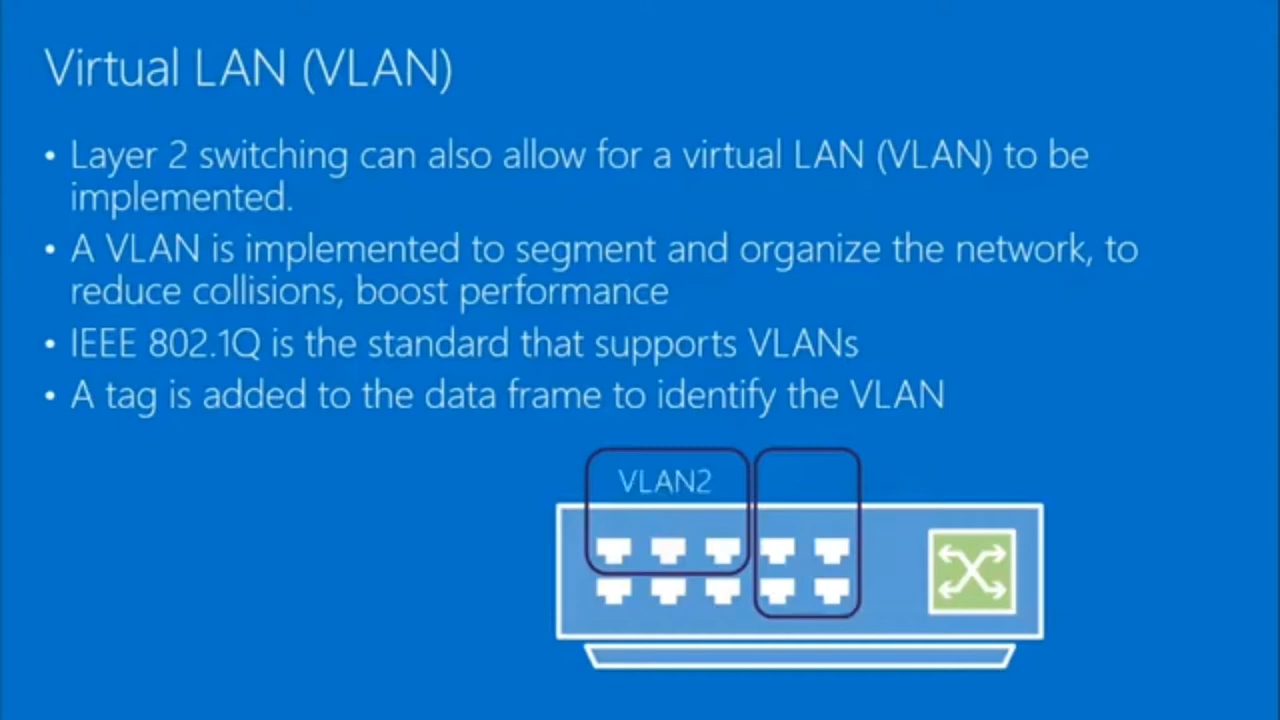 Virtual LAN (VLAN)
• Layer 2 switching can also allow for a virtual LAN (VLAN) to be
implemented.
• A VLAN is implemented to segment and organize the network, to
reduce collisions, boost performance
• IEEE 802.1Q is the standard that supports VLANs
• A tag is added to the data frame to identify the VLAN
VLAN2